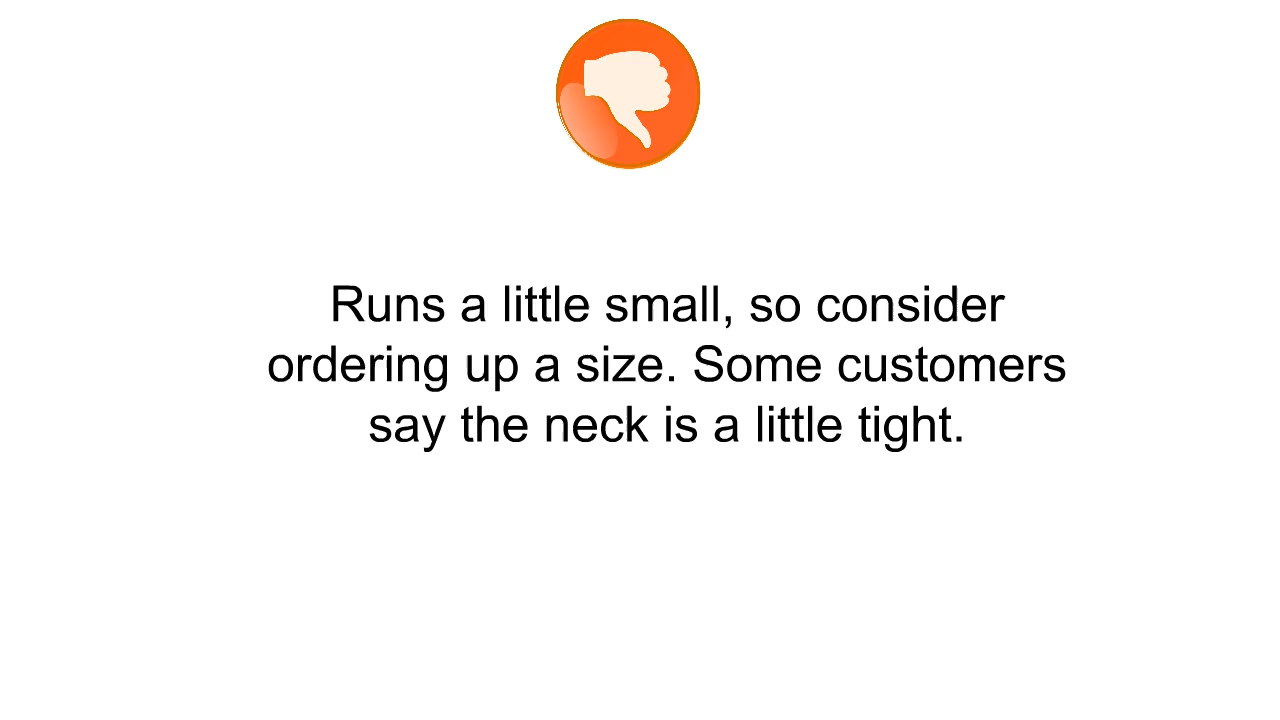 Runs a little small, so consider
ordering up a size. Some customers
say the neck is a little tight.